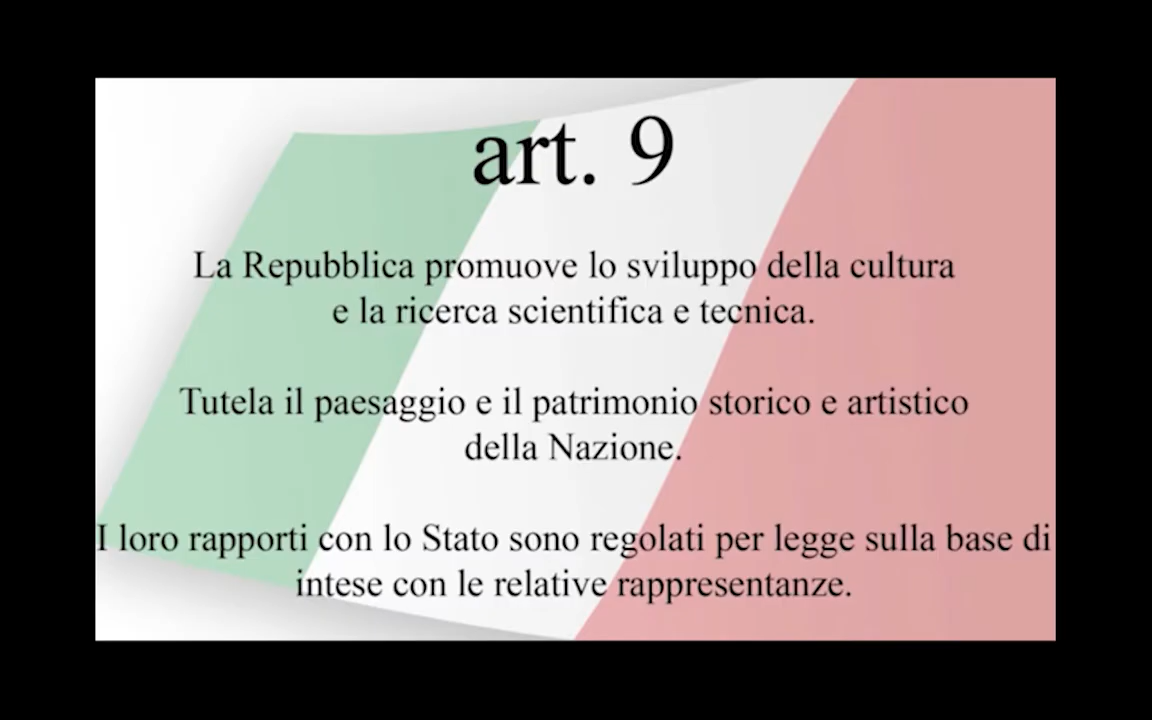 art. 9
La Repubblica promuove lo sviluppo della cultura
e la ricerca scientifica e tecnica.
Tutela il paesaggio e il patrimonio storico e artistico
della Nazione.
I loro rapporti con lo Stato sono regolati per legge sulla base di
intese con le relative rappresentanze.